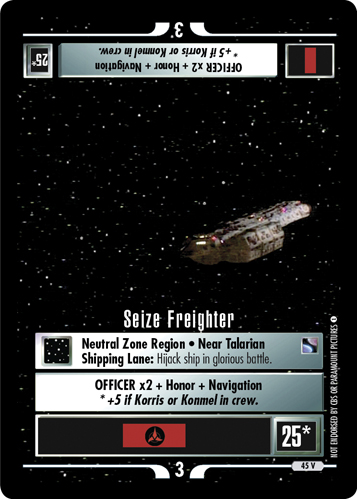 3
OFFICER x2 + Honor + Navigation
* +5 if Korris or Konmel in crew.
25*
Seize Freighter
Neutral Zone Region • Near Talarian
Shipping Lane: Hijack ship in glorious battle.
OFFICER x2 + Honor + Navigation
* +5 if Korris or Konmel in crew.
25*
3
45 V
NOT ENDORSED BY CBS OR PARAMOUNT PICTURES